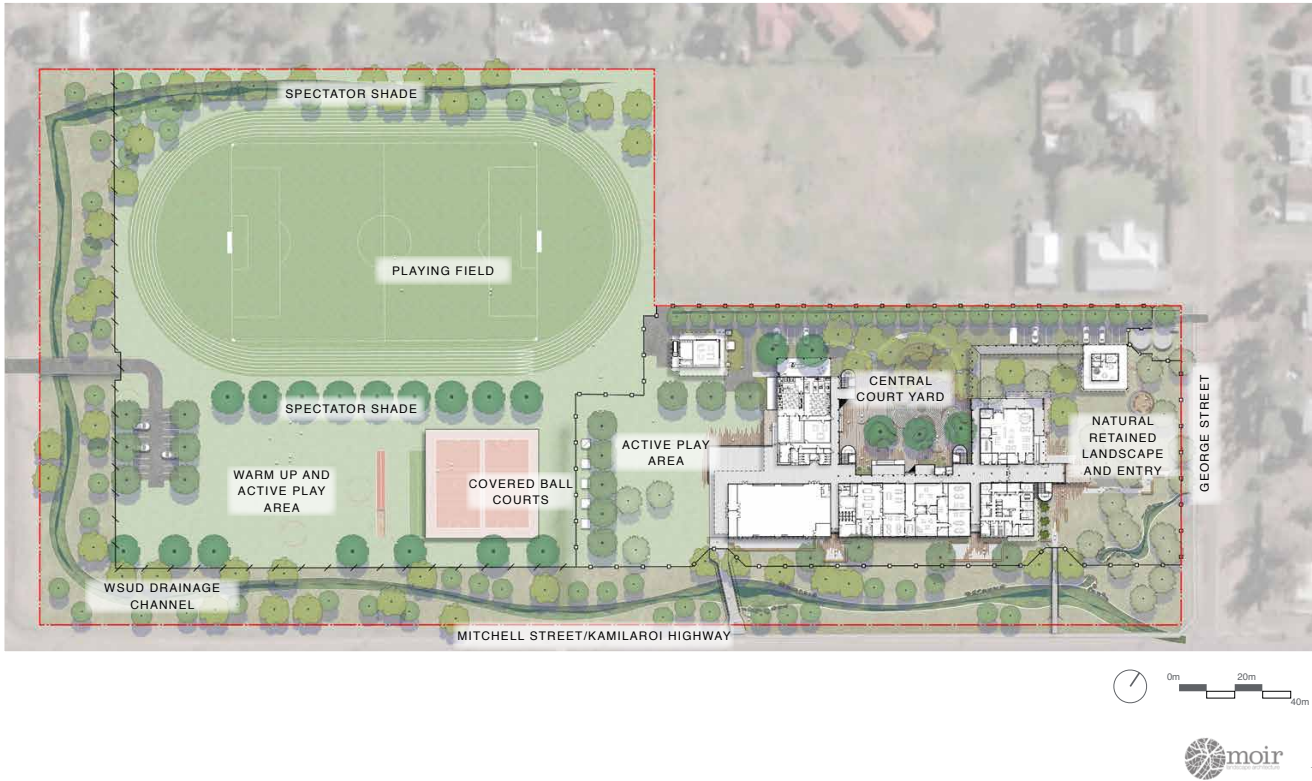 SPECTATOR SHADE
PLAYING FIELD
SPECTATOR SHADE
WARM UP AND
ACTIVE PLAY
AREA
COVERED BALL
COURTS
ACTIVE PLAY
AREA
CENTRAL
COURT YARD
NATURAL
RETAINED
LANDSCAPE
AND ENTRY
GEORGE STREET
WSUD DRAINAGE
CHANNEL
MITCHELL STREET/KAMILAROI HIGHWAY
0m 20m
40m
moir
landscape architecture